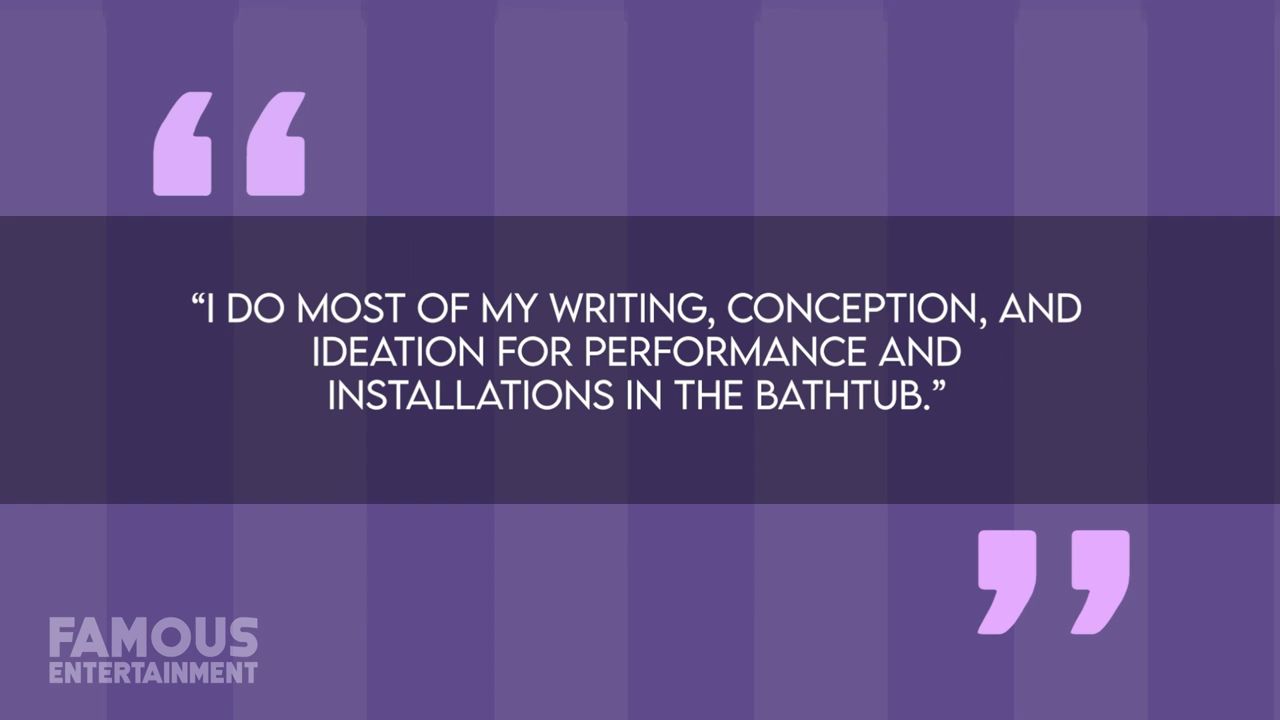 “I DO MOST OF MY WRITING, CONCEPTION, AND
IDEATION FOR PERFORMANCE AND
INSTALLATIONS IN THE BATHTUB.”
FAMOUS
ENTERTAINMENT